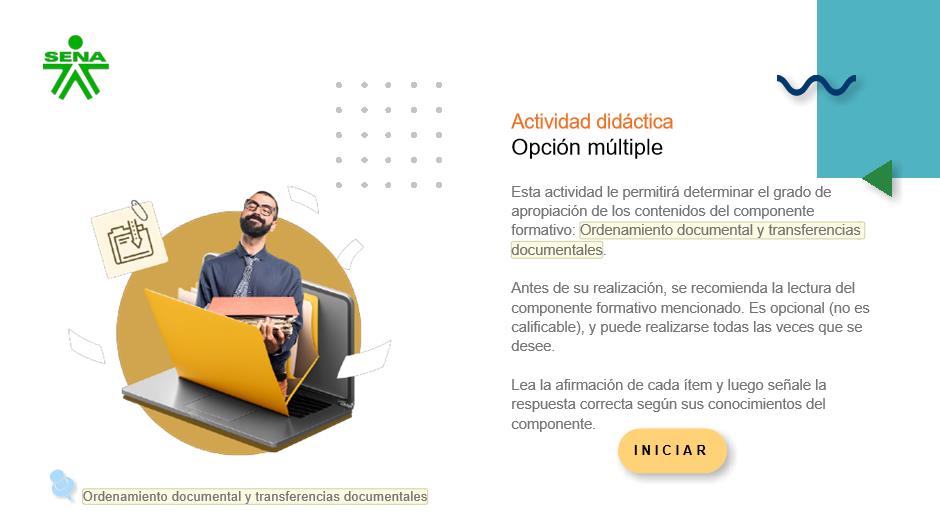 SENA
Actividad didáctica
Opción múltiple
Esta actividad le permitirá determinar el grado de
apropiación de los contenidos del componente
formativo: Ordenamiento documental y transferencias
documentales.
Antes de su realización, se recomienda la lectura del
componente formativo mencionado. Es opcional (no es
calificable), y puede realizarse todas las veces que se
desee.
Lea la afirmación de cada ítem y luego señale la
respuesta correcta según sus conocimientos del
componente.
INICIAR
Ordenamiento documental y transferencias documentales